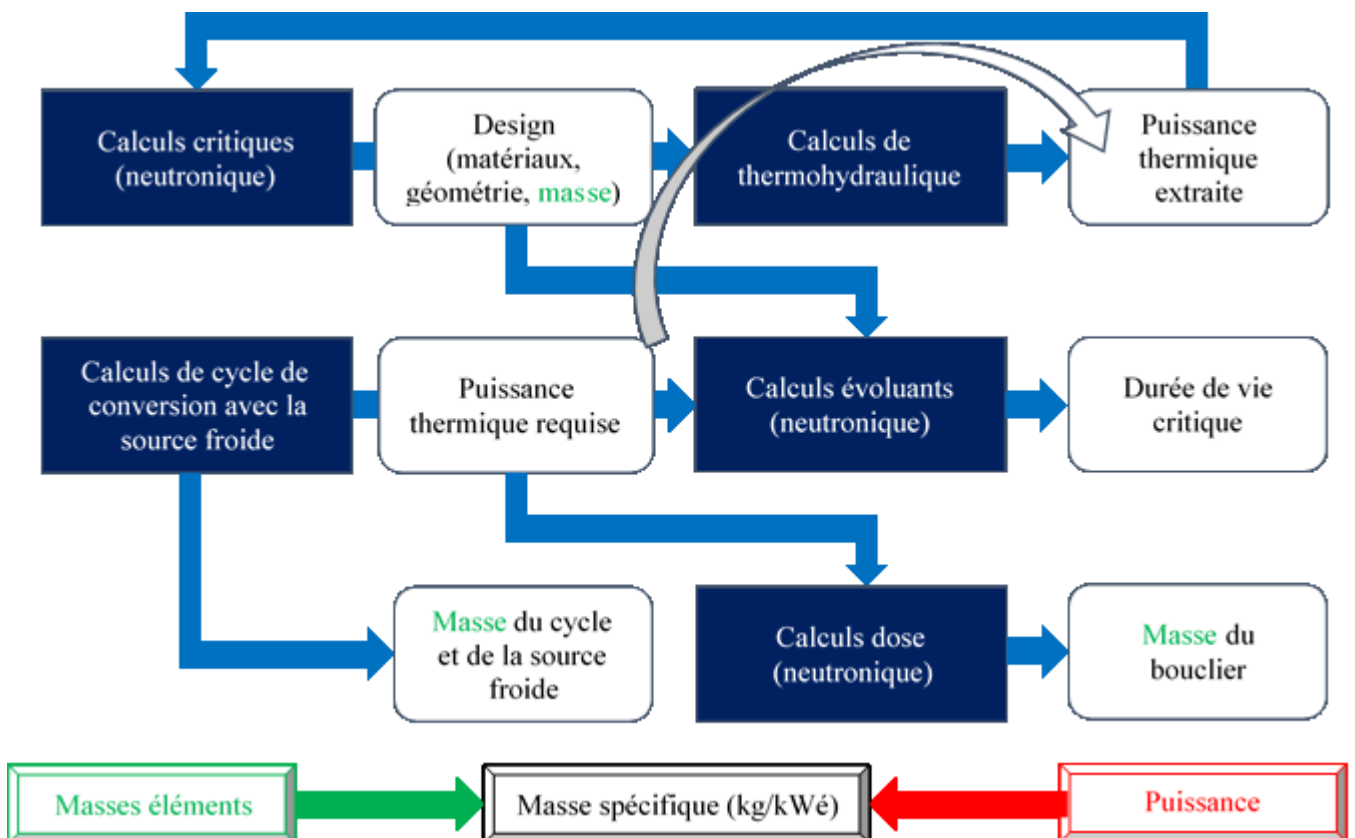 Calculs critiques
(neutronique)
Design
(matériaux,
géométrie, masse)
Calculs de
thermohydraulique
Puissance
thermique
extraite
Calculs de cycle de
conversion avec la
source froide
Puissance
thermique requise
Calculs évoluants
(neutronique)
Durée de vie
critique
Masse du cycle
et de la source
froide
Calculs dose
(neutronique)
Masse du
bouclier
Masses éléments
Masse spécifique (kg/kWé)
Puissance